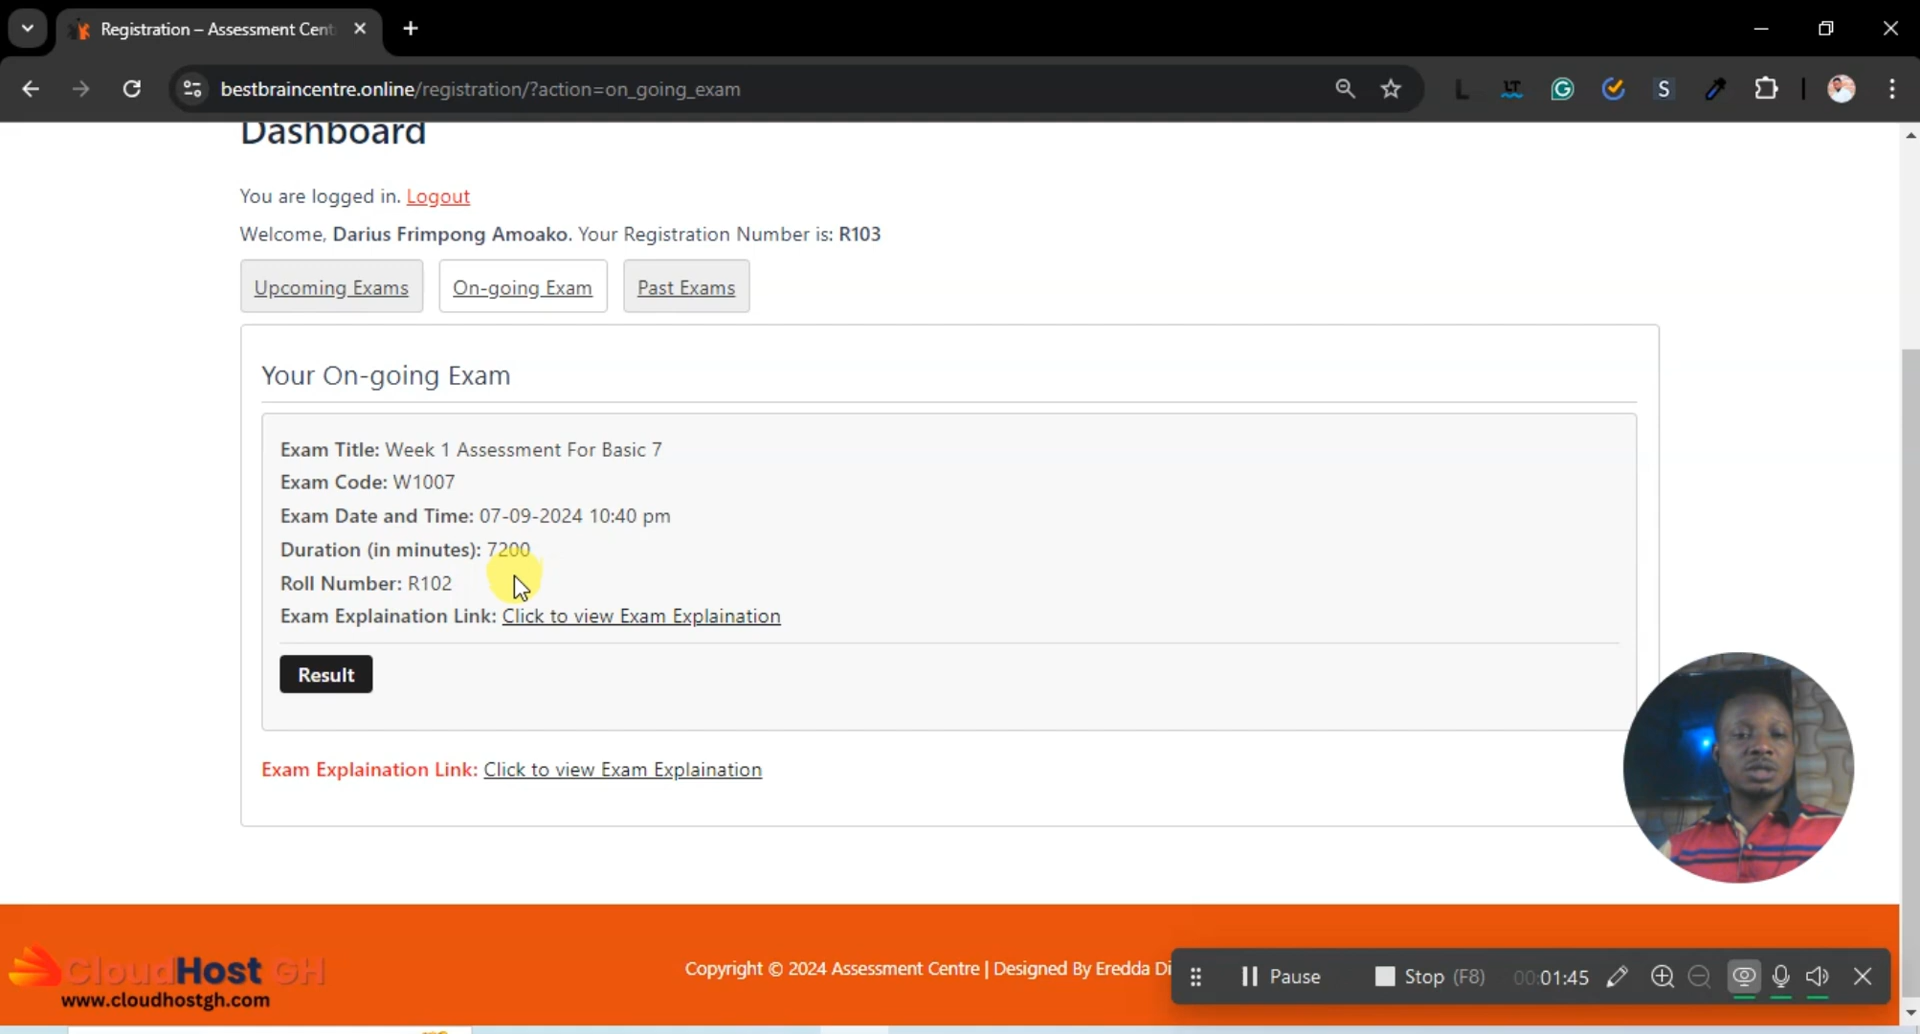 Registration – Assessment Cent
bestbraincentre.online/registration/?action=on_going_exam
Dashboard
You are logged in. Logout
Welcome, Darius Frimpong Amoako. Your Registration Number is: R103
Upcoming Exams On-going Exam Past Exams
Your On-going Exam
Exam Title: Week 1 Assessment For Basic 7
Exam Code: W1007
Exam Date and Time: 07-09-2024 10:40 pm
Duration (in minutes): 7200
Roll Number: R102
Exam Explaination Link: Click to view Exam Explaination
Result
Exam Explaination Link: Click to view Exam Explaination
CloudHost GH
www.cloudhostgh.com
Copyright © 2024 Assessment Centre | Designed By Eredda Di
Pause Stop (F8) 00:01:45